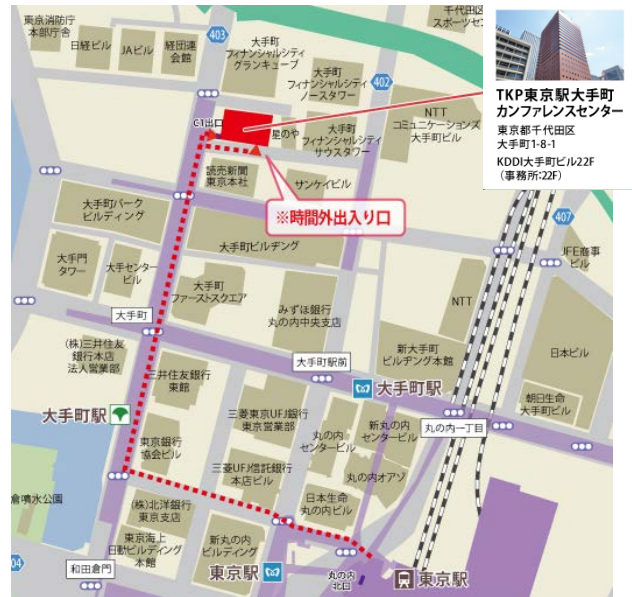 東京消防庁
本部庁舎
日経ビル
JAビル
経団連
会館
403
大手町
フィナンシャルシティ
グランキューブ
千代田区
スポーツセ
大手町
フィナンシャルシティ
ノースタワー
402
NTT
コミュニケーションズ
大手町ビル
TKP東京駅大手町
カンファレンスセンター
東京都千代田区
大手町1-8-1
KDDI大手町ビル22F
（事務所:22F）
C1出口
星のや
大手町
フィナンシャルシティ
サウスタワー
読売新聞
東京本社
サンケイビル
※時間外出入り口
大手町パーク
ビルディング
407
大手門
タワー
大手センター
ビル
大手町ビルヂング
JFE商事
ビル
大手町
ファーストスクエア
みずほ銀行
丸の内中央支店
NTT
大手町
(株)三井住友
銀行本店
法人営業部
大手町駅前
新大手町
ビルヂング本館
日本ビル
三井住友銀行
東館
大手町駅
朝日生命
大手町ビル
大手町駅
三菱東京UFJ銀行
東京営業部
丸の内
センタービル
新丸の内
センタービル
丸の内一丁目
東京銀行
協会ビル
三菱UFJ信託銀行
本店ビル
丸の内オアゾ
倉噴水公園
(株)北洋銀行
東京支店
日本生命
丸の内ビル
東京海上
日動ビルディング
本館
新丸の内
ビルディング
04
和田倉門
東京駅
丸の内
北口
東京駅